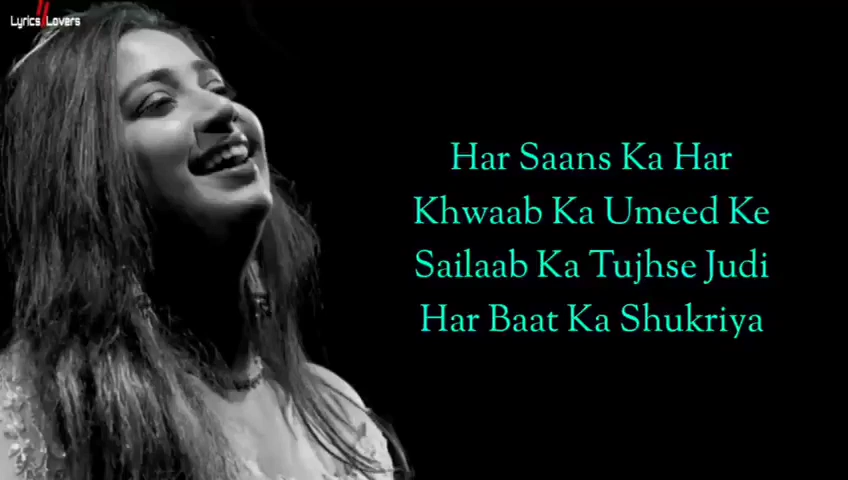 Lyrics Lovers
Har Saans Ka Har
Khwaab Ka Umeed Ke
Sailaab Ka Tujhse Judi
Har Baat Ka Shukriya